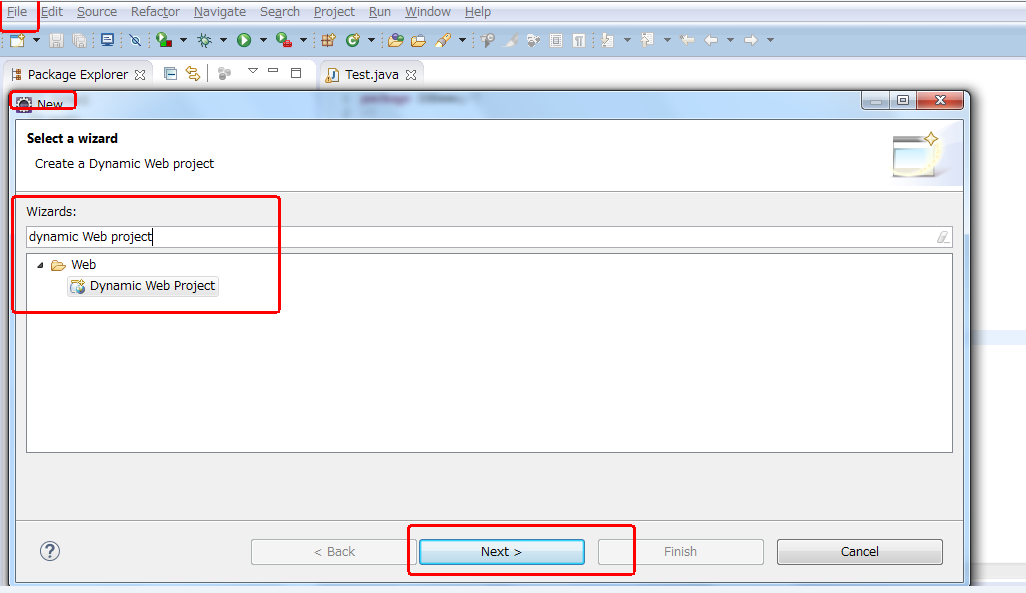 File Edit Source Refactor Navigate Search Project Run Window Help
Package Explorer
Test.java
New
Select a wizard
Create a Dynamic Web project
Wizards:
dynamic Web project
Web
Dynamic Web Project
?
< Back
Next >
Finish
Cancel